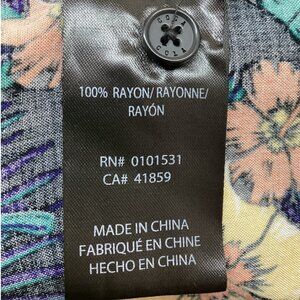 100% RAYON/ RAYONNE/
RAYÓN
RN# 0101531
CA# 41859
MADE IN CHINA
FABRIQUÉ EN CHINE
HECHO EN CHINA